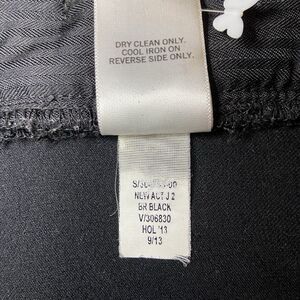 DRY CLEAN ONLY.
COOL IRON ON
REVERSE SIDE ONLY.
NEW ACT J 2
BR BLACK
V/306830
HOL '13
9/13